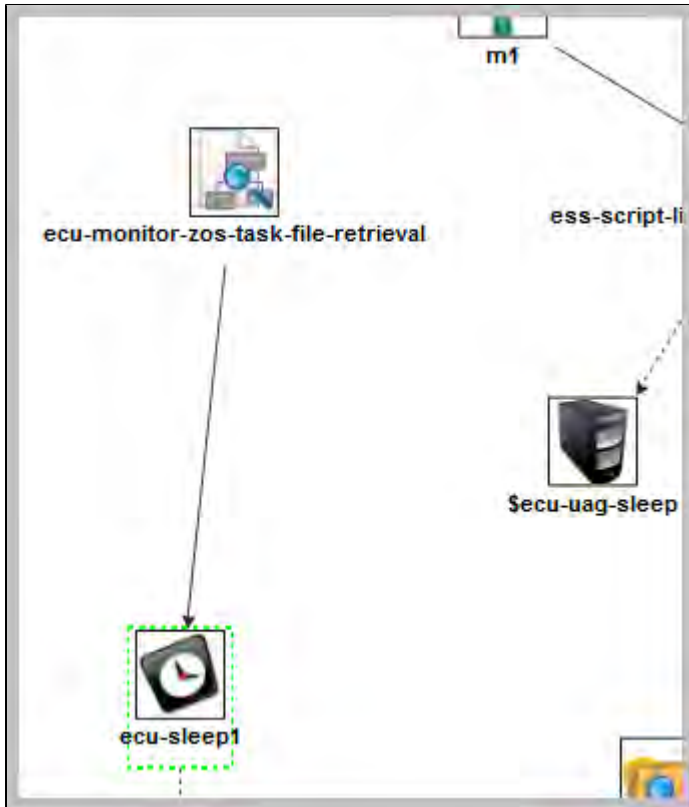 m1
ecu-monitor-zos-task-file-retrieval
ess-script-li
$ecu-uag-sleep
ecu-sleep1